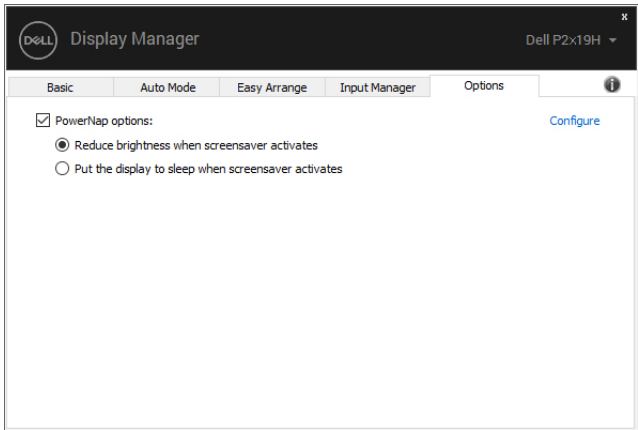 x
DELL Display Manager Dell P2x19H
Basic Auto Mode Easy Arrange Input Manager Options i
PowerNap options: Configure
Reduce brightness when screensaver activates
Put the display to sleep when screensaver activates